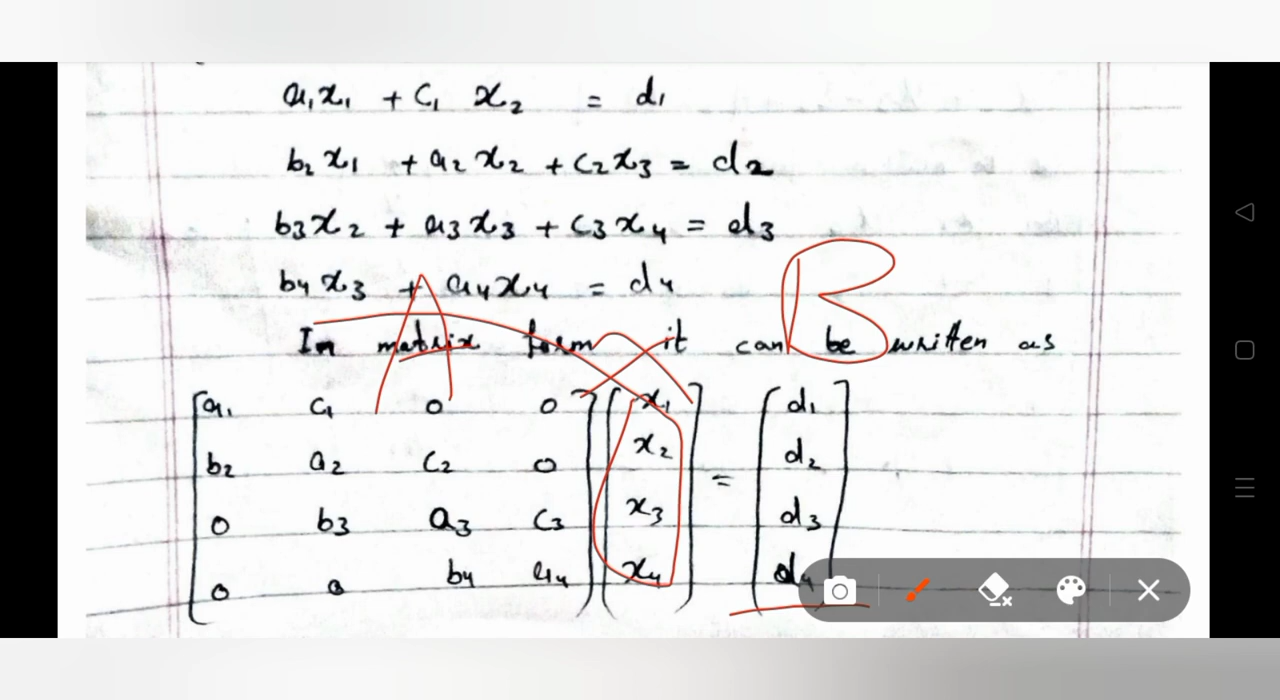 a₁x₁ + c₁ x₂ = d₁
b₂x₁ + a₂x₂ + c₂x₃ = d₂
b₃x₂ + a₃x₃ + c₃x₄ = d₃
b₄x₃ + a₄x₄ = d₄
A X B
In matrix form it can be written as
[a₁ c₁ 0 0] [x₁] = [d₁]
[b₂ a₂ c₂ 0] [x₂] [d₂]
[0 b₃ a₃ c₃] [x₃] [d₃]
[0 0 b₄ a₄] [x₄] [d₄]